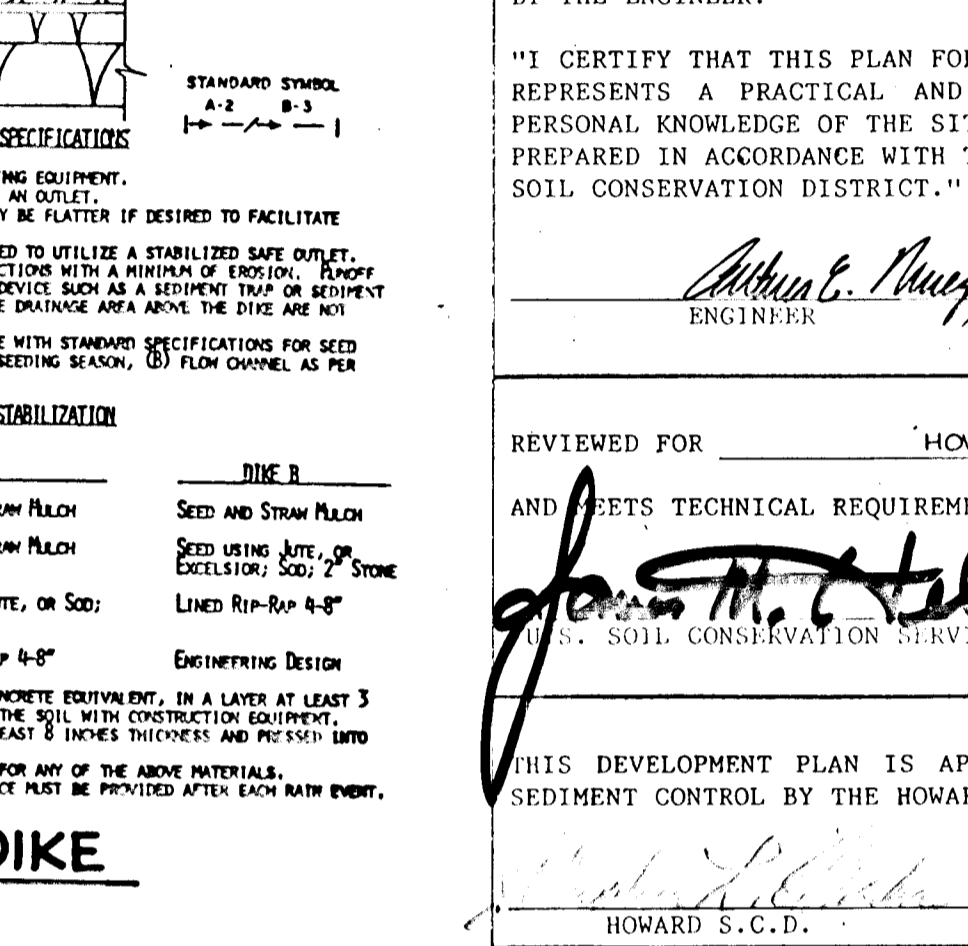 STANDARD SYMBOL
A-2 B-3
SPECIFICATIONS
ING EQUIPMENT.
AN OUTLET.
Y BE FLATTER IF DESIRED TO FACILITATE
ED TO UTILIZE A STABILIZED SAFE OUTLET.
CTIONS WITH A MINIMUM OF EROSION. RUNOFF
DEVICE SUCH AS A SEDIMENT TRAP OR SEDIMENT
E DRAINAGE AREA ABOVE THE DIKE ARE NOT
E WITH STANDARD SPECIFICATIONS FOR SEED
SEEDING SEASON, (B) FLOW CHANNEL AS PER
STABILIZATION
DIKE B
RAW MULCH SEED AND STRAW MULCH
RAW MULCH SEED USING JUTE, OR
EXCELSIOR; SOD; 2" STONE
TE, OR SOD; LINED RIP-RAP 4-8"
P 4-8" ENGINEERING DESIGN
NCRETE EQUIVALENT, IN A LAYER AT LEAST 3
THE SOIL WITH CONSTRUCTION EQUIPMENT.
EAST 8 INCHES THICKNESS AND PRESSED INTO
FOR ANY OF THE ABOVE MATERIALS.
CE MUST BE PROVIDED AFTER EACH RAIN EVENT.
DIKE
BY THE ENGINEER.
"I CERTIFY THAT THIS PLAN FOR
REPRESENTS A PRACTICAL AND
PERSONAL KNOWLEDGE OF THE SIT
PREPARED IN ACCORDANCE WITH T
SOIL CONSERVATION DISTRICT."
E.
ENGINEER
REVIEWED FOR HOW
AND MEETS TECHNICAL REQUIREME
M.
U.S. SOIL CONSERVATION SERVI
THIS DEVELOPMENT PLAN IS AP
SEDIMENT CONTROL BY THE HOWAR
HOWARD S.C.D.